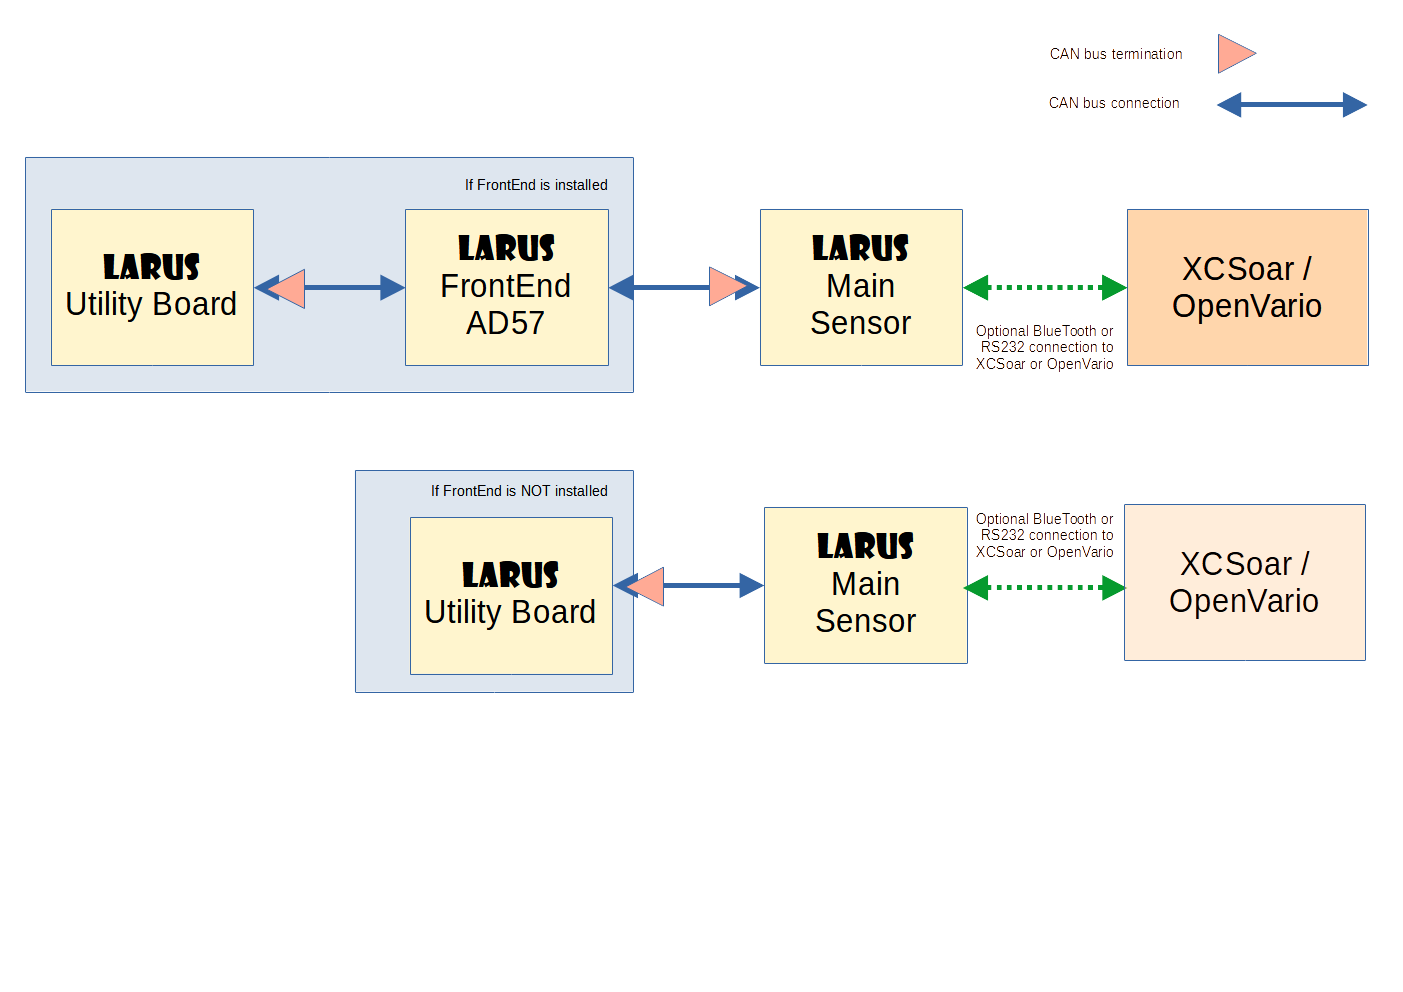 CAN bus termination
CAN bus connection
If FrontEnd is installed
LARUS
Utility Board
LARUS
FrontEnd
AD57
LARUS
Main
Sensor
XCSoar /
OpenVario
Optional BlueTooth or
RS232 connection to
XCSoar or OpenVario
If FrontEnd is NOT installed
LARUS
Utility Board
LARUS
Main
Sensor
Optional BlueTooth or
RS232 connection to
XCSoar or OpenVario
XCSoar /
OpenVario